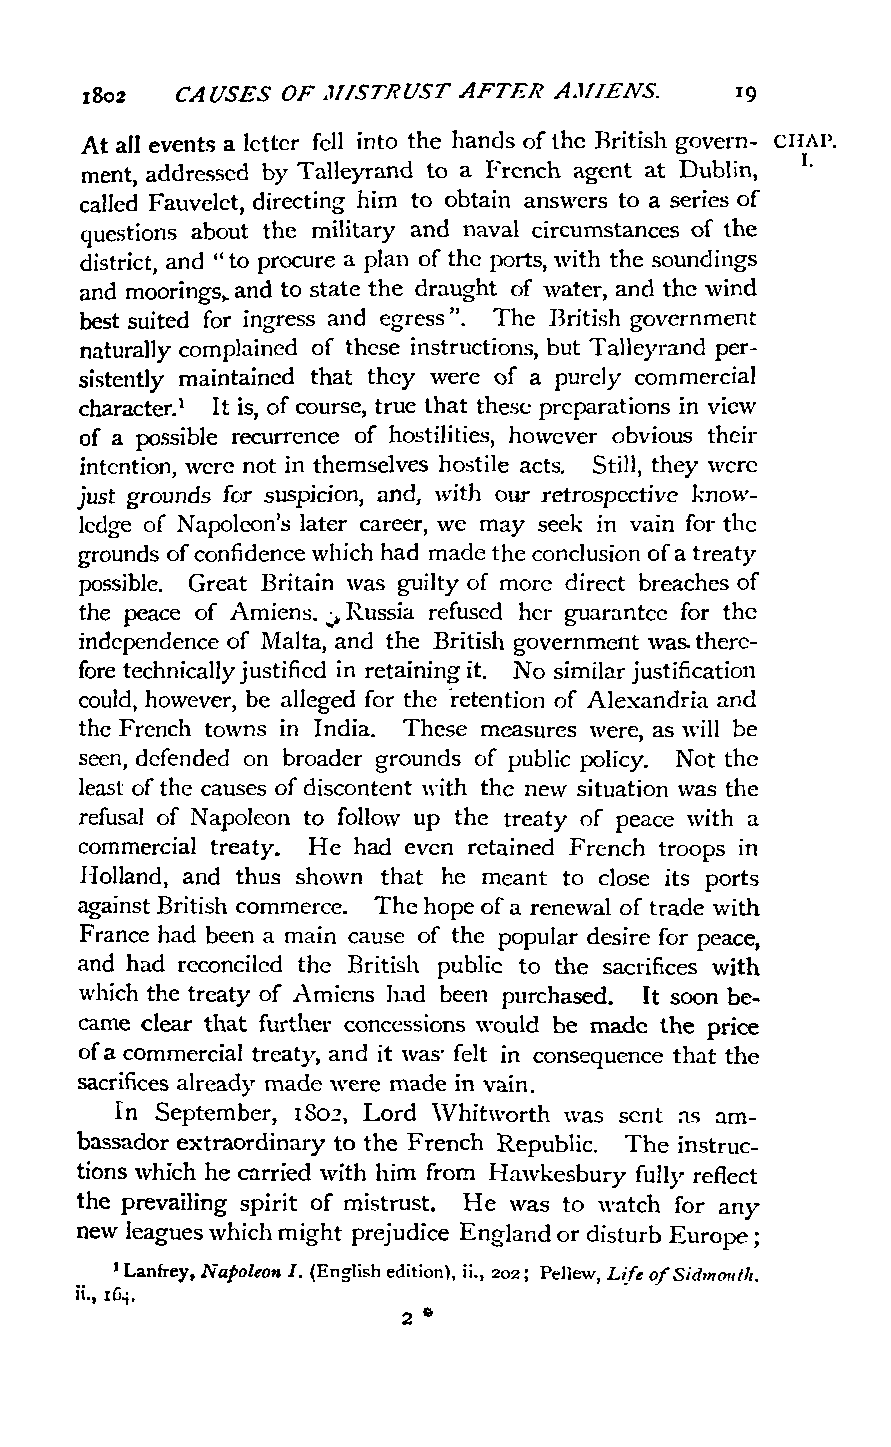 1802 CAUSES OF MISTRUST AFTER AMIENS. 19
At all events a letter fell into the hands of the British govern- CHAP.
ment, addressed by Talleyrand to a French agent at Dublin, I.
called Fauvelet, directing him to obtain answers to a series of
questions about the military and naval circumstances of the
district, and "to procure a plan of the ports, with the soundings
and moorings, and to state the draught of water, and the wind
best suited for ingress and egress". The British government
naturally complained of these instructions, but Talleyrand per-
sistently maintained that they were of a purely commercial
character.¹ It is, of course, true that these preparations in view
of a possible recurrence of hostilities, however obvious their
intention, were not in themselves hostile acts. Still, they were
just grounds for suspicion, and, with our retrospective know-
ledge of Napoleon's later career, we may seek in vain for the
grounds of confidence which had made the conclusion of a treaty
possible. Great Britain was guilty of more direct breaches of
the peace of Amiens. Russia refused her guarantee for the
independence of Malta, and the British government was there-
fore technically justified in retaining it. No similar justification
could, however, be alleged for the retention of Alexandria and
the French towns in India. These measures were, as will be
seen, defended on broader grounds of public policy. Not the
least of the causes of discontent with the new situation was the
refusal of Napoleon to follow up the treaty of peace with a
commercial treaty. He had even retained French troops in
Holland, and thus shown that he meant to close its ports
against British commerce. The hope of a renewal of trade with
France had been a main cause of the popular desire for peace,
and had reconciled the British public to the sacrifices with
which the treaty of Amiens had been purchased. It soon be-
came clear that further concessions would be made the price
of a commercial treaty, and it was felt in consequence that the
sacrifices already made were made in vain.
In September, 1802, Lord Whitworth was sent as am-
bassador extraordinary to the French Republic. The instruc-
tions which he carried with him from Hawkesbury fully reflect
the prevailing spirit of mistrust. He was to watch for any
new leagues which might prejudice England or disturb Europe;
¹ Lanfrey, Napoleon I. (English edition), ii., 202; Pellew, Life of Sidmouth.
ii., 164.
2 *